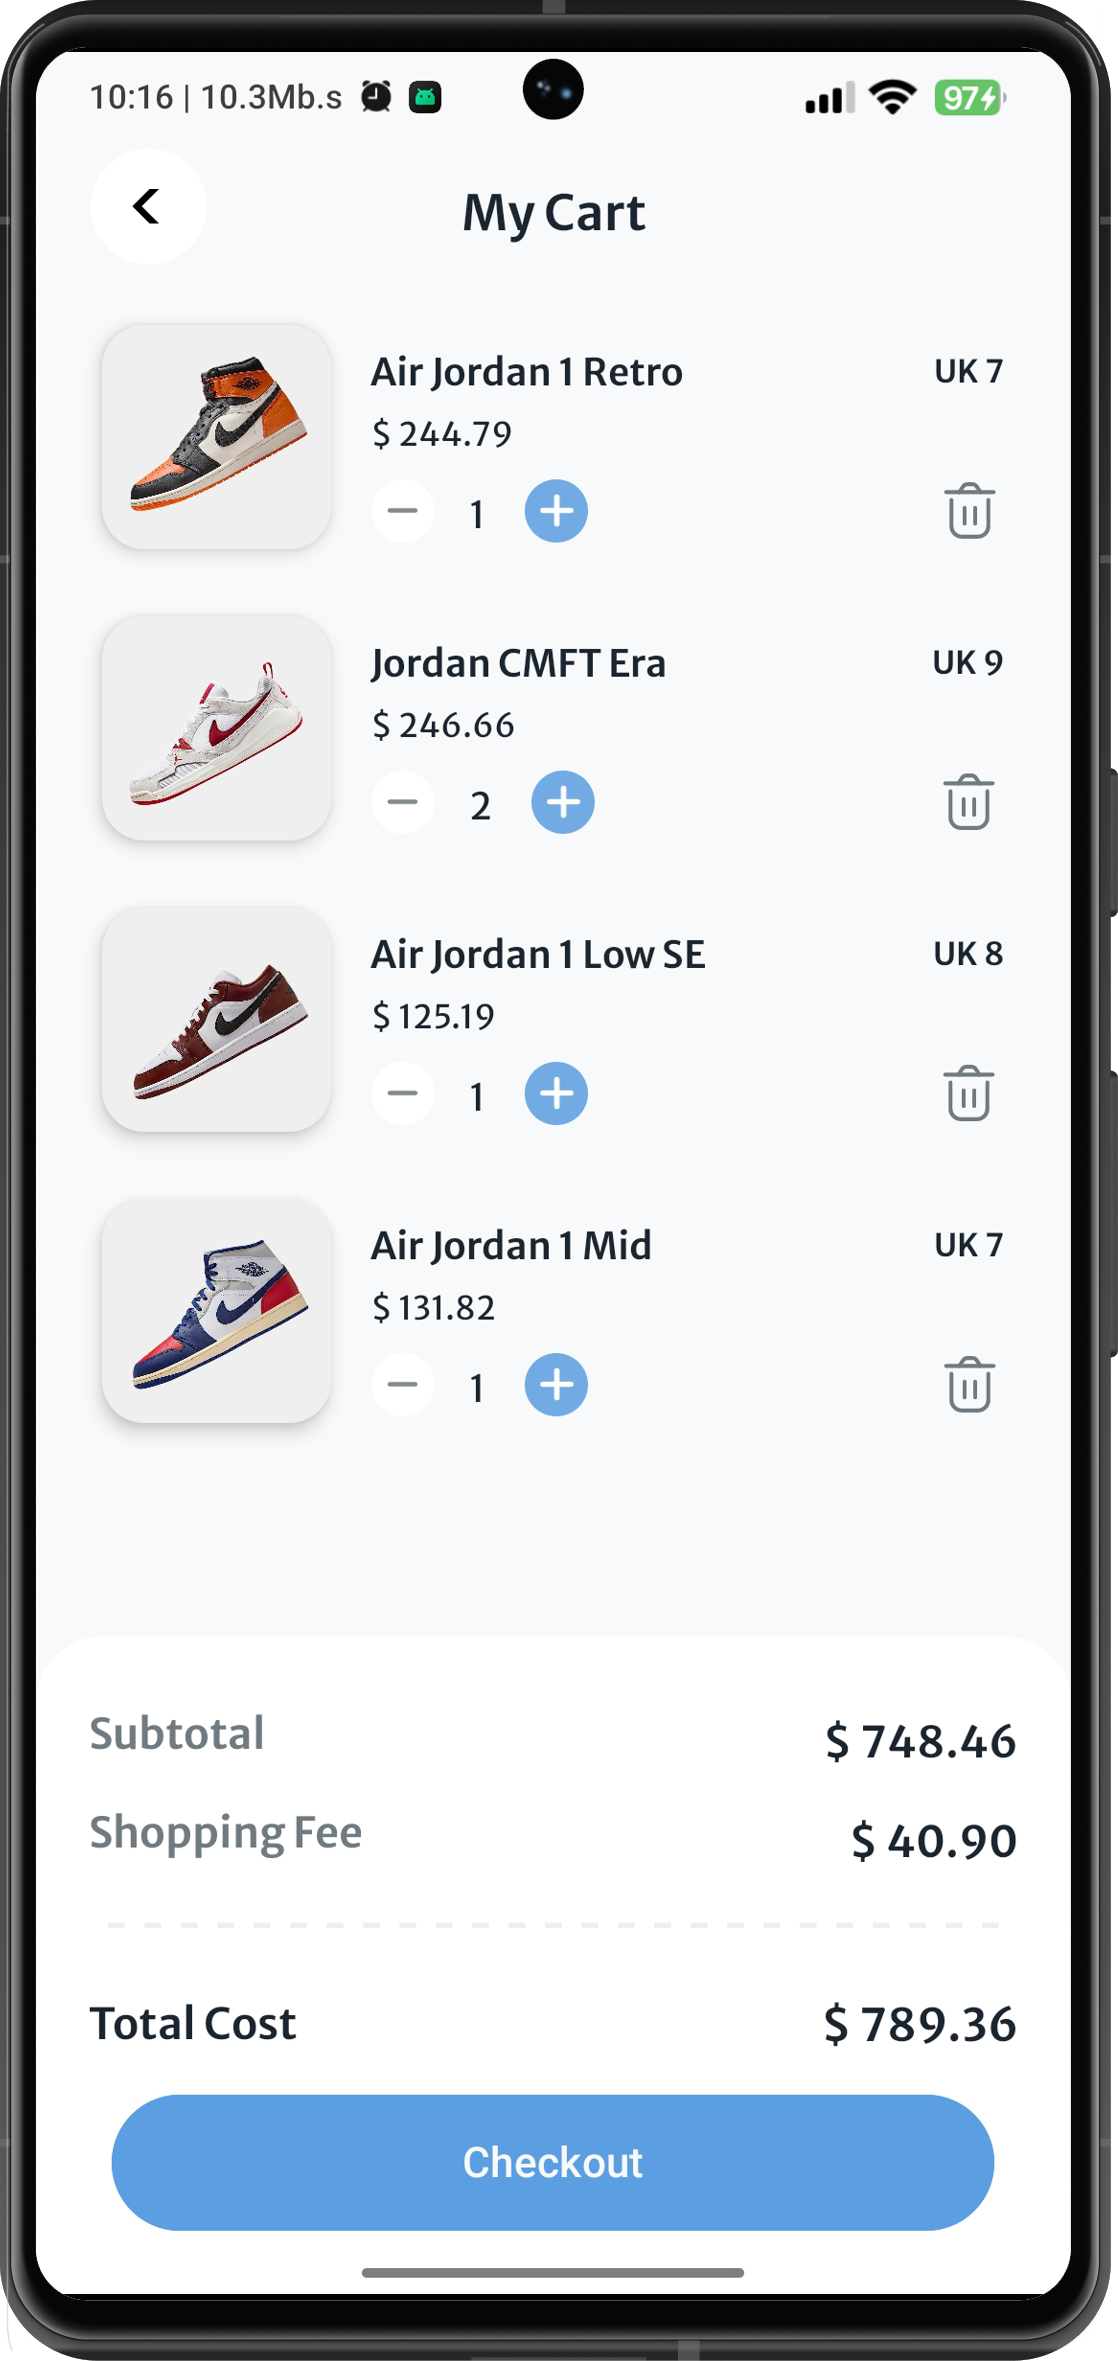 10:16 | 10.3Mb.s
97
My Cart
Air Jordan 1 Retro
UK 7
$ 244.79
1
Jordan CMFT Era
UK 9
$ 246.66
2
Air Jordan 1 Low SE
UK 8
$ 125.19
1
Air Jordan 1 Mid
UK 7
$ 131.82
1
Subtotal
$ 748.46
Shopping Fee
$ 40.90
Total Cost
$ 789.36
Checkout